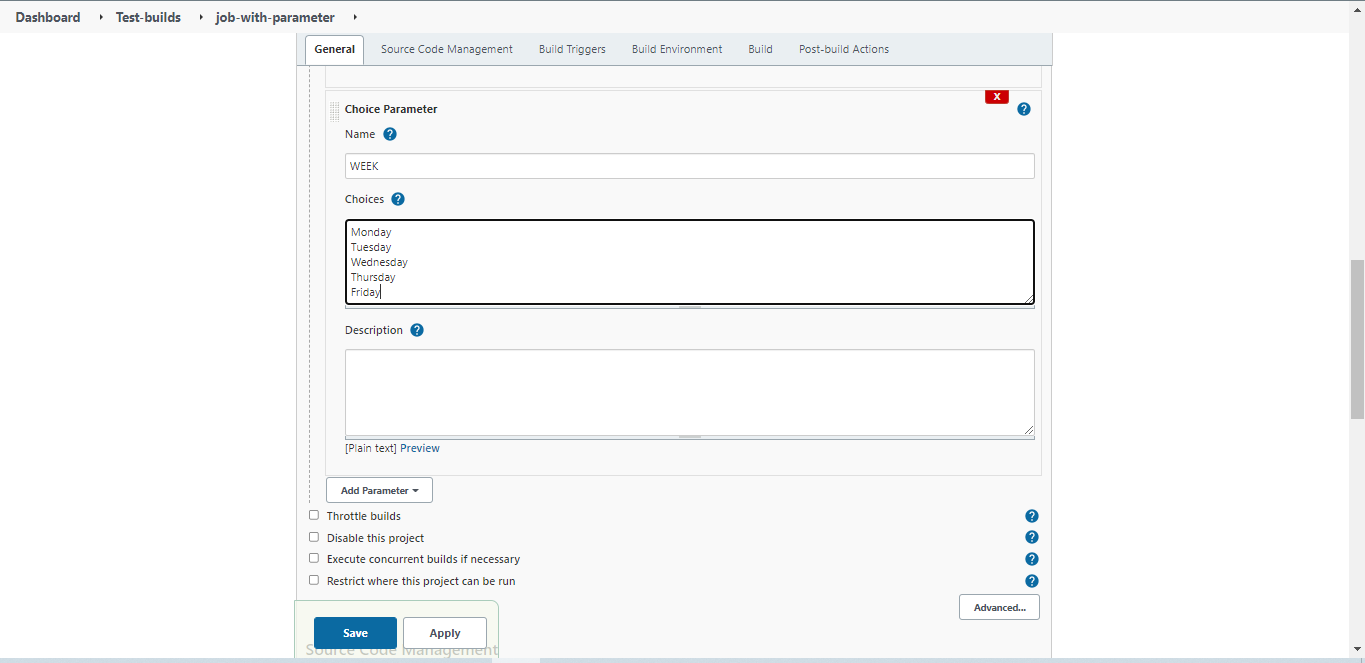 Dashboard Test-builds job-with-parameter
General Source Code Management Build Triggers Build Environment Build Post-build Actions
X
Choice Parameter ?
Name ?
WEEK
Choices ?
Monday
Tuesday
Wednesday
Thursday
Friday
Description ?
[Plain text] Preview
Add Parameter
Throttle builds ?
Disable this project ?
Execute concurrent builds if necessary ?
Restrict where this project can be run ?
Advanced...
Save Apply
Source Code Management